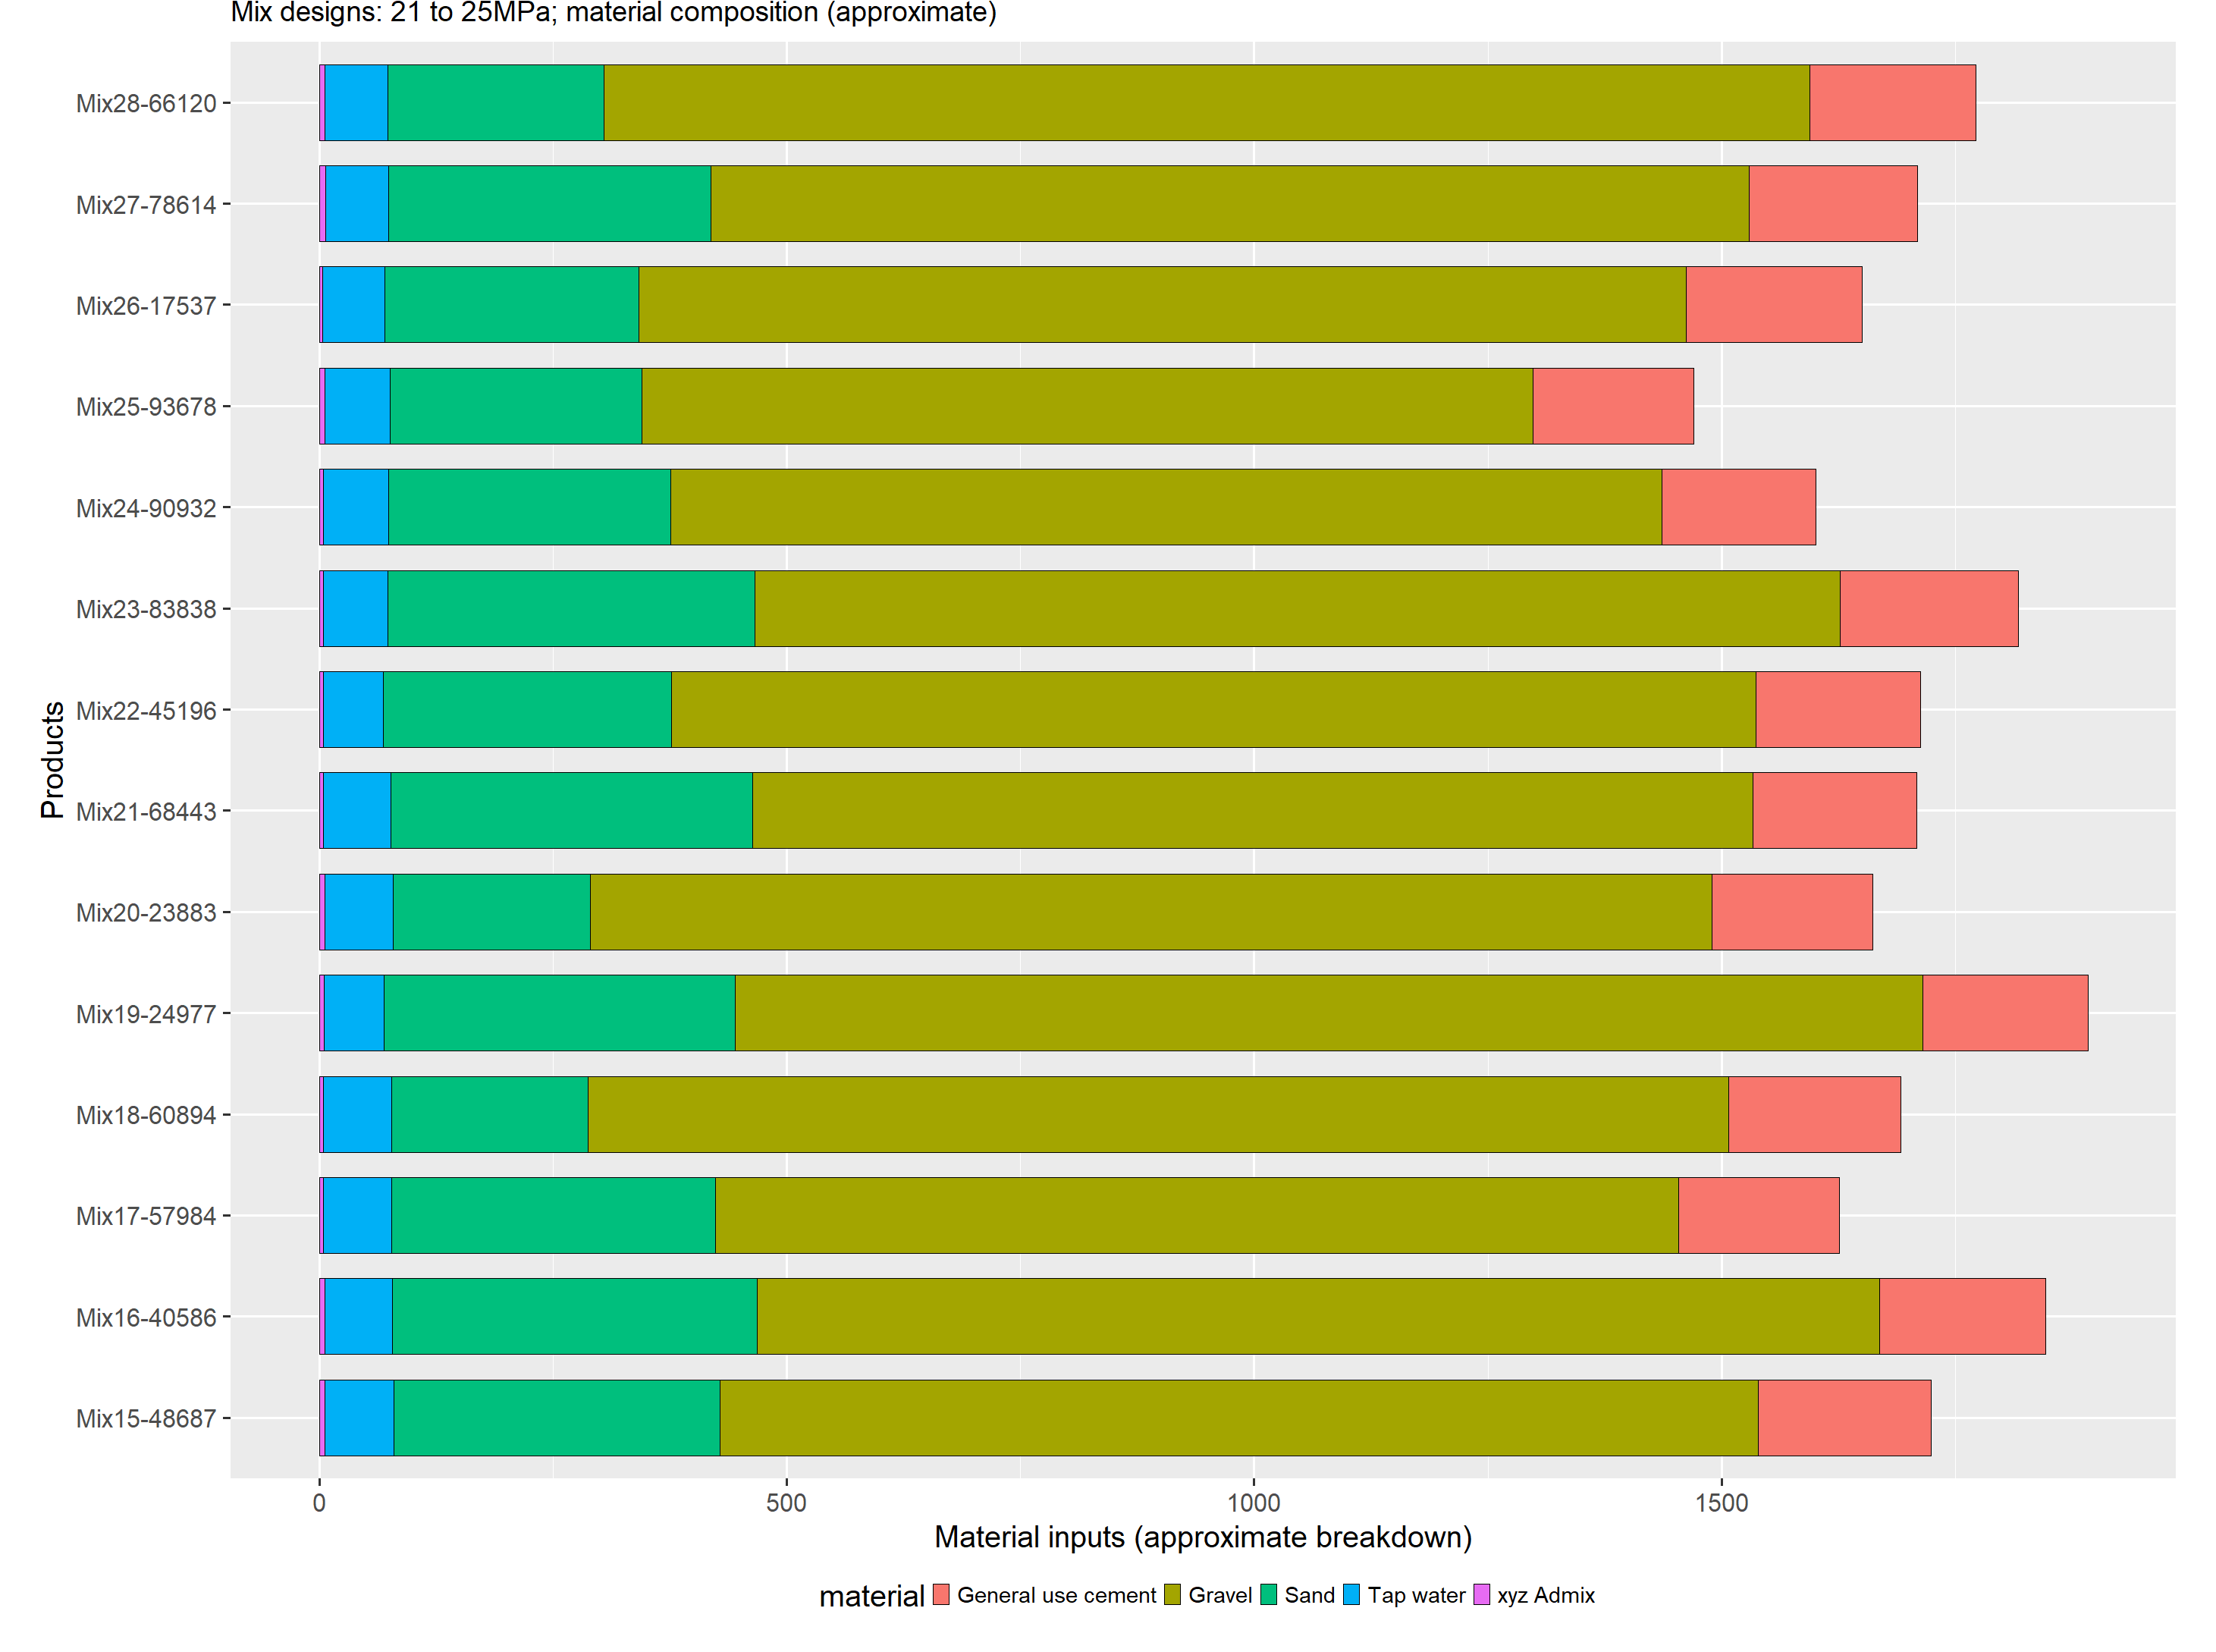 Mix designs: 21 to 25MPa; material composition (approximate)
Mix28-66120
Mix27-78614
Mix26-17537
Mix25-93678
Mix24-90932
Mix23-83838
Mix22-45196
Mix21-68443
Mix20-23883
Mix19-24977
Mix18-60894
Mix17-57984
Mix16-40586
Mix15-48687
Products
0 500 1000 1500
Material inputs (approximate breakdown)
material General use cement Gravel Sand Tap water xyz Admix